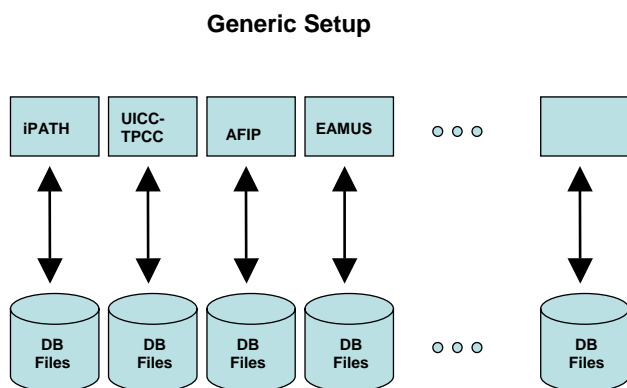 Generic Setup
iPATH
UICC-
TPCC
AFIP
EAMUS
DB
Files
DB
Files
DB
Files
DB
Files
DB
Files